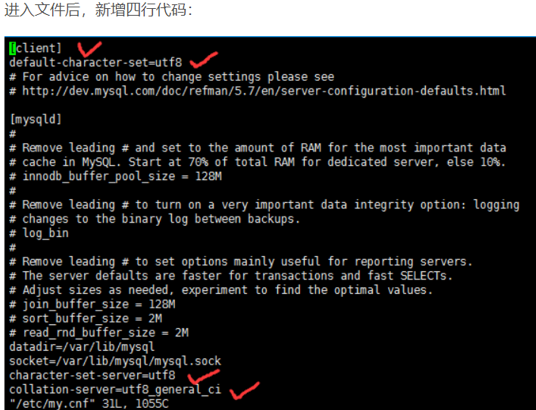 进入文件后，新增四行代码：
[client]
default-character-set=utf8
# For advice on how to change settings please see
# http://dev.mysql.com/doc/refman/5.7/en/server-configuration-defaults.html
[mysqld]
#
# Remove leading # and set to the amount of RAM for the most important data
# cache in MySQL. Start at 70% of total RAM for dedicated server, else 10%.
# innodb_buffer_pool_size = 128M
#
# Remove leading # to turn on a very important data integrity option: logging
# changes to the binary log between backups.
# log_bin
#
# Remove leading # to set options mainly useful for reporting servers.
# The server defaults are faster for transactions and fast SELECTs.
# Adjust sizes as needed, experiment to find the optimal values.
# join_buffer_size = 128M
# sort_buffer_size = 2M
# read_rnd_buffer_size = 2M
datadir=/var/lib/mysql
socket=/var/lib/mysql/mysql.sock
character-set-server=utf8
collation-server=utf8_general_ci
"/etc/my.cnf" 31L, 1055C